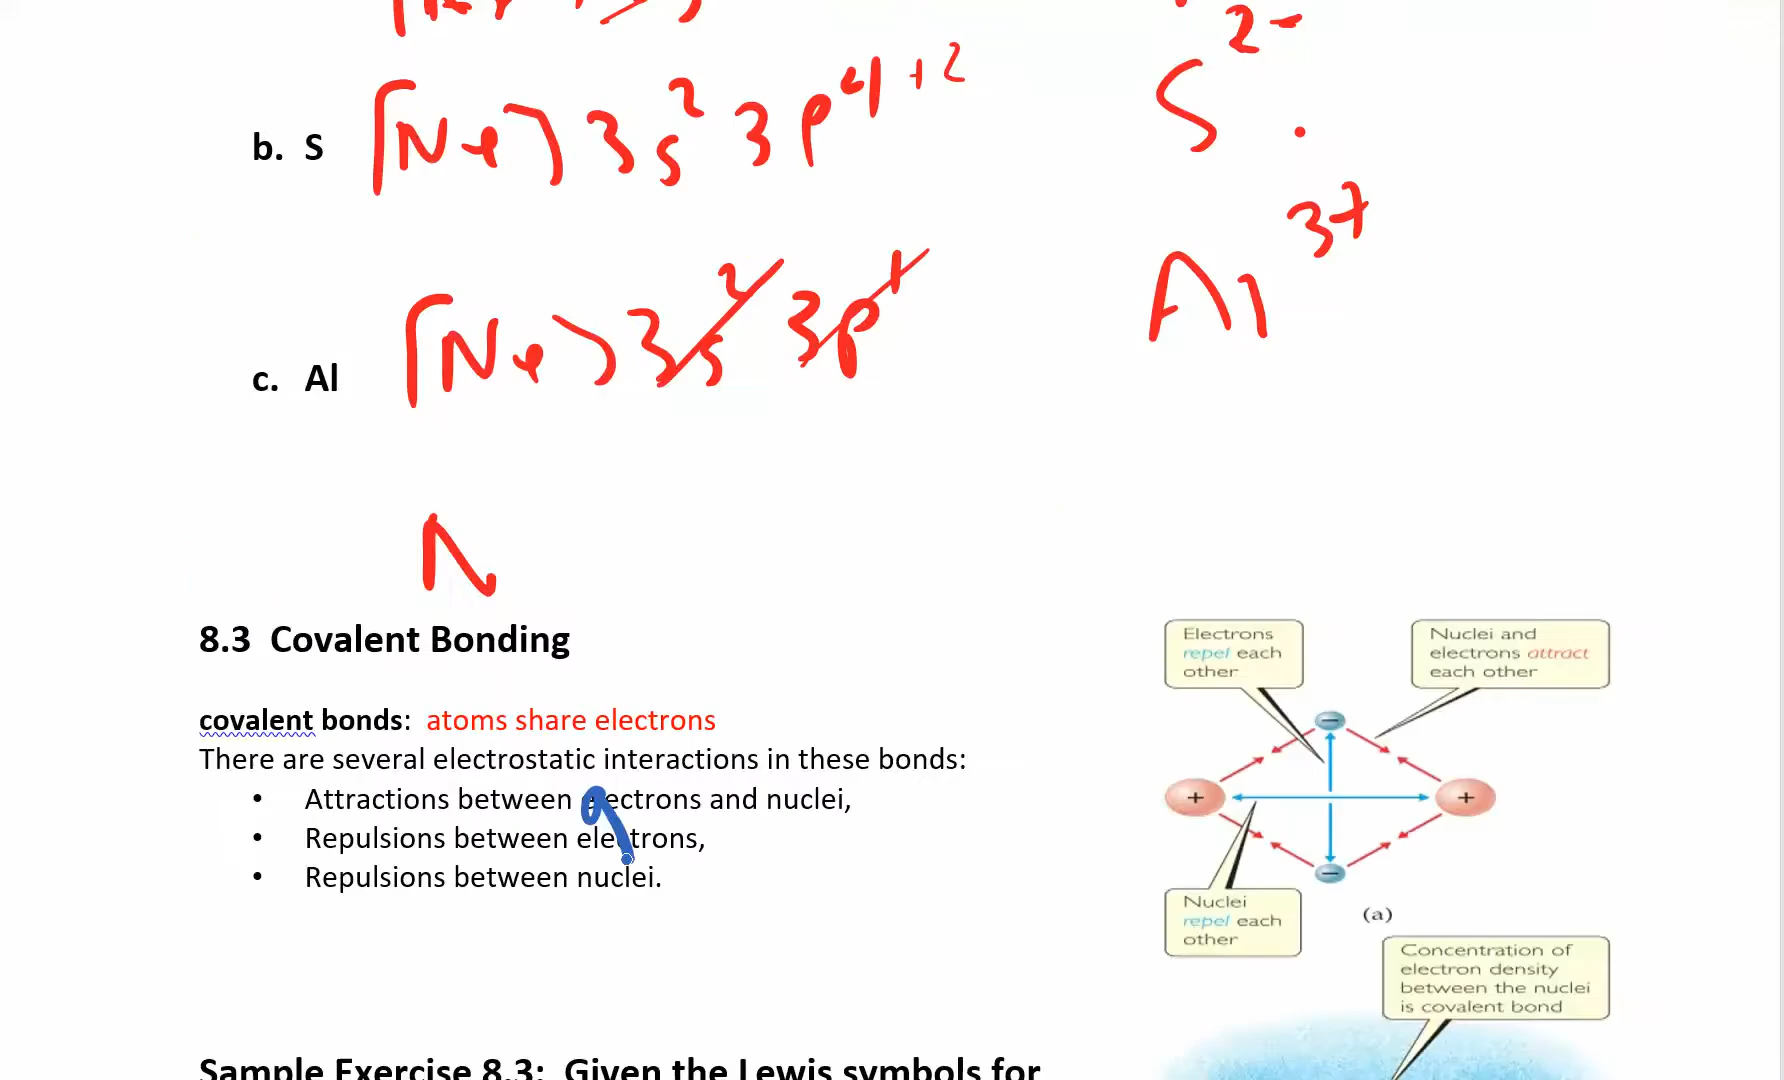 2-
b. S [Ne] 3s2 3p4+2 S
3+
c. Al [Ne] 3s2 3p1 Al
N
8.3 Covalent Bonding
covalent bonds: atoms share electrons
There are several electrostatic interactions in these bonds:
• Attractions between electrons and nuclei,
• Repulsions between electrons,
• Repulsions between nuclei.
Electrons
repel each
other
Nuclei and
electrons attract
each other
−
+ +
−
Nuclei
repel each
other
(a)
Concentration of
electron density
between the nuclei
is covalent bond
Sample Exercise 8.3: Given the Lewis symbols for